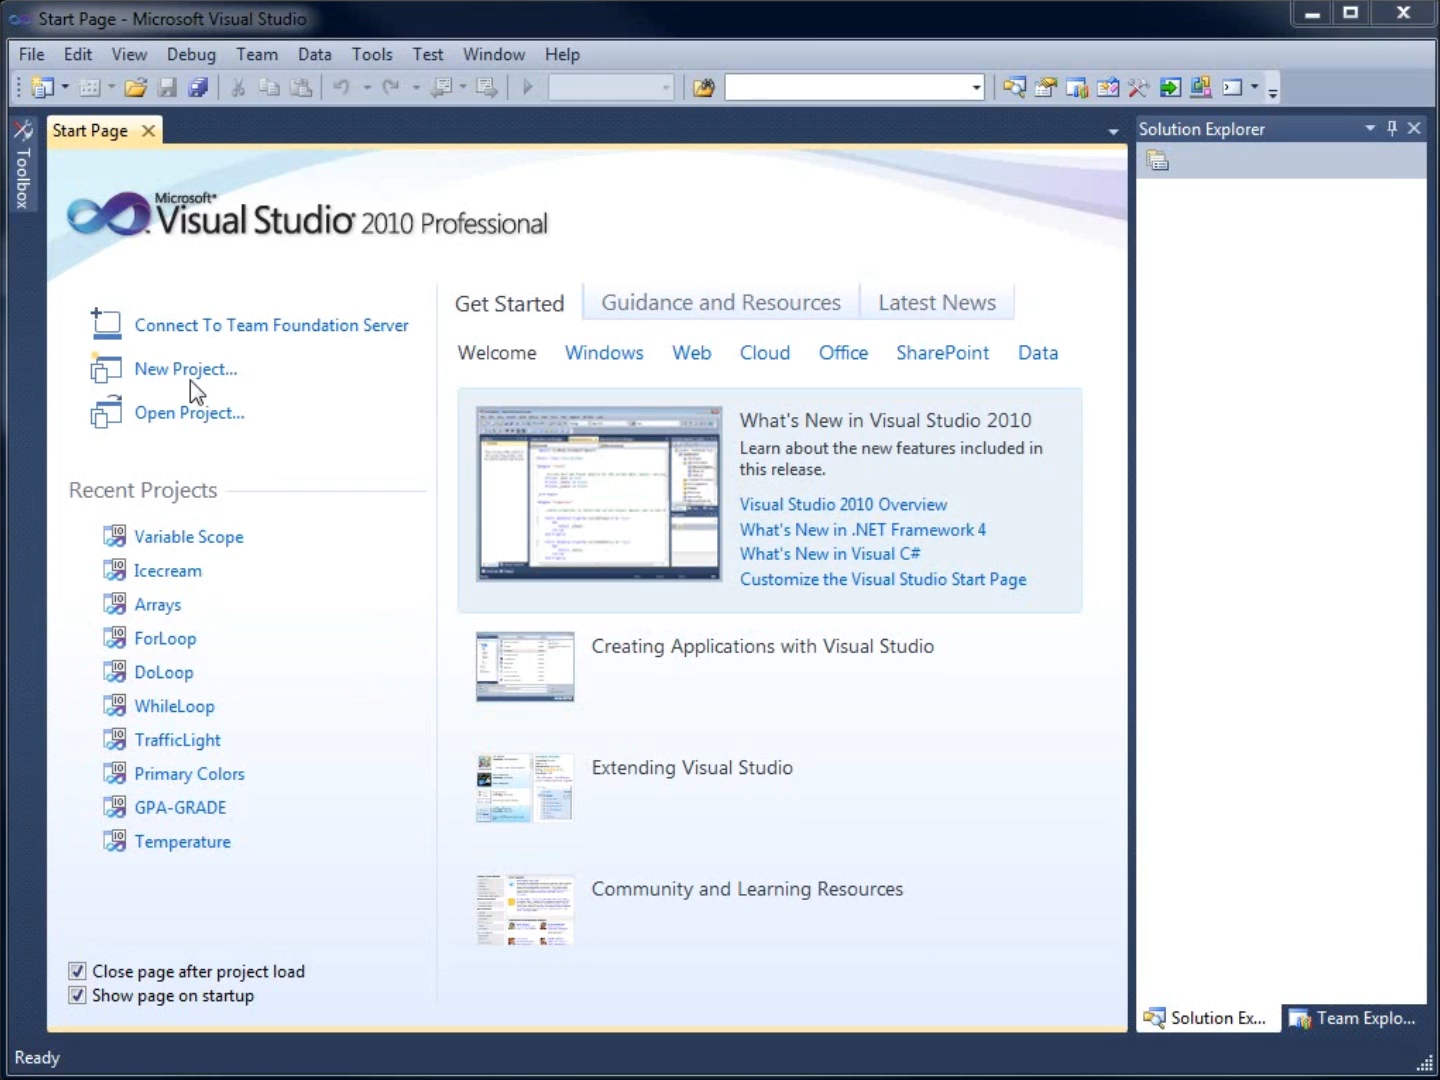 Start Page - Microsoft Visual Studio
File Edit View Debug Team Data Tools Test Window Help
Toolbox
Start Page
Solution Explorer
Microsoft
Visual Studio 2010 Professional
Connect To Team Foundation Server
New Project...
Open Project...
Recent Projects
Variable Scope
Icecream
Arrays
ForLoop
DoLoop
WhileLoop
TrafficLight
Primary Colors
GPA-GRADE
Temperature
Close page after project load
Show page on startup
Get Started Guidance and Resources Latest News
Welcome Windows Web Cloud Office SharePoint Data
What's New in Visual Studio 2010
Learn about the new features included in
this release.
Visual Studio 2010 Overview
What's New in .NET Framework 4
What's New in Visual C#
Customize the Visual Studio Start Page
Creating Applications with Visual Studio
Extending Visual Studio
Community and Learning Resources
Solution Ex... Team Explo...
Ready